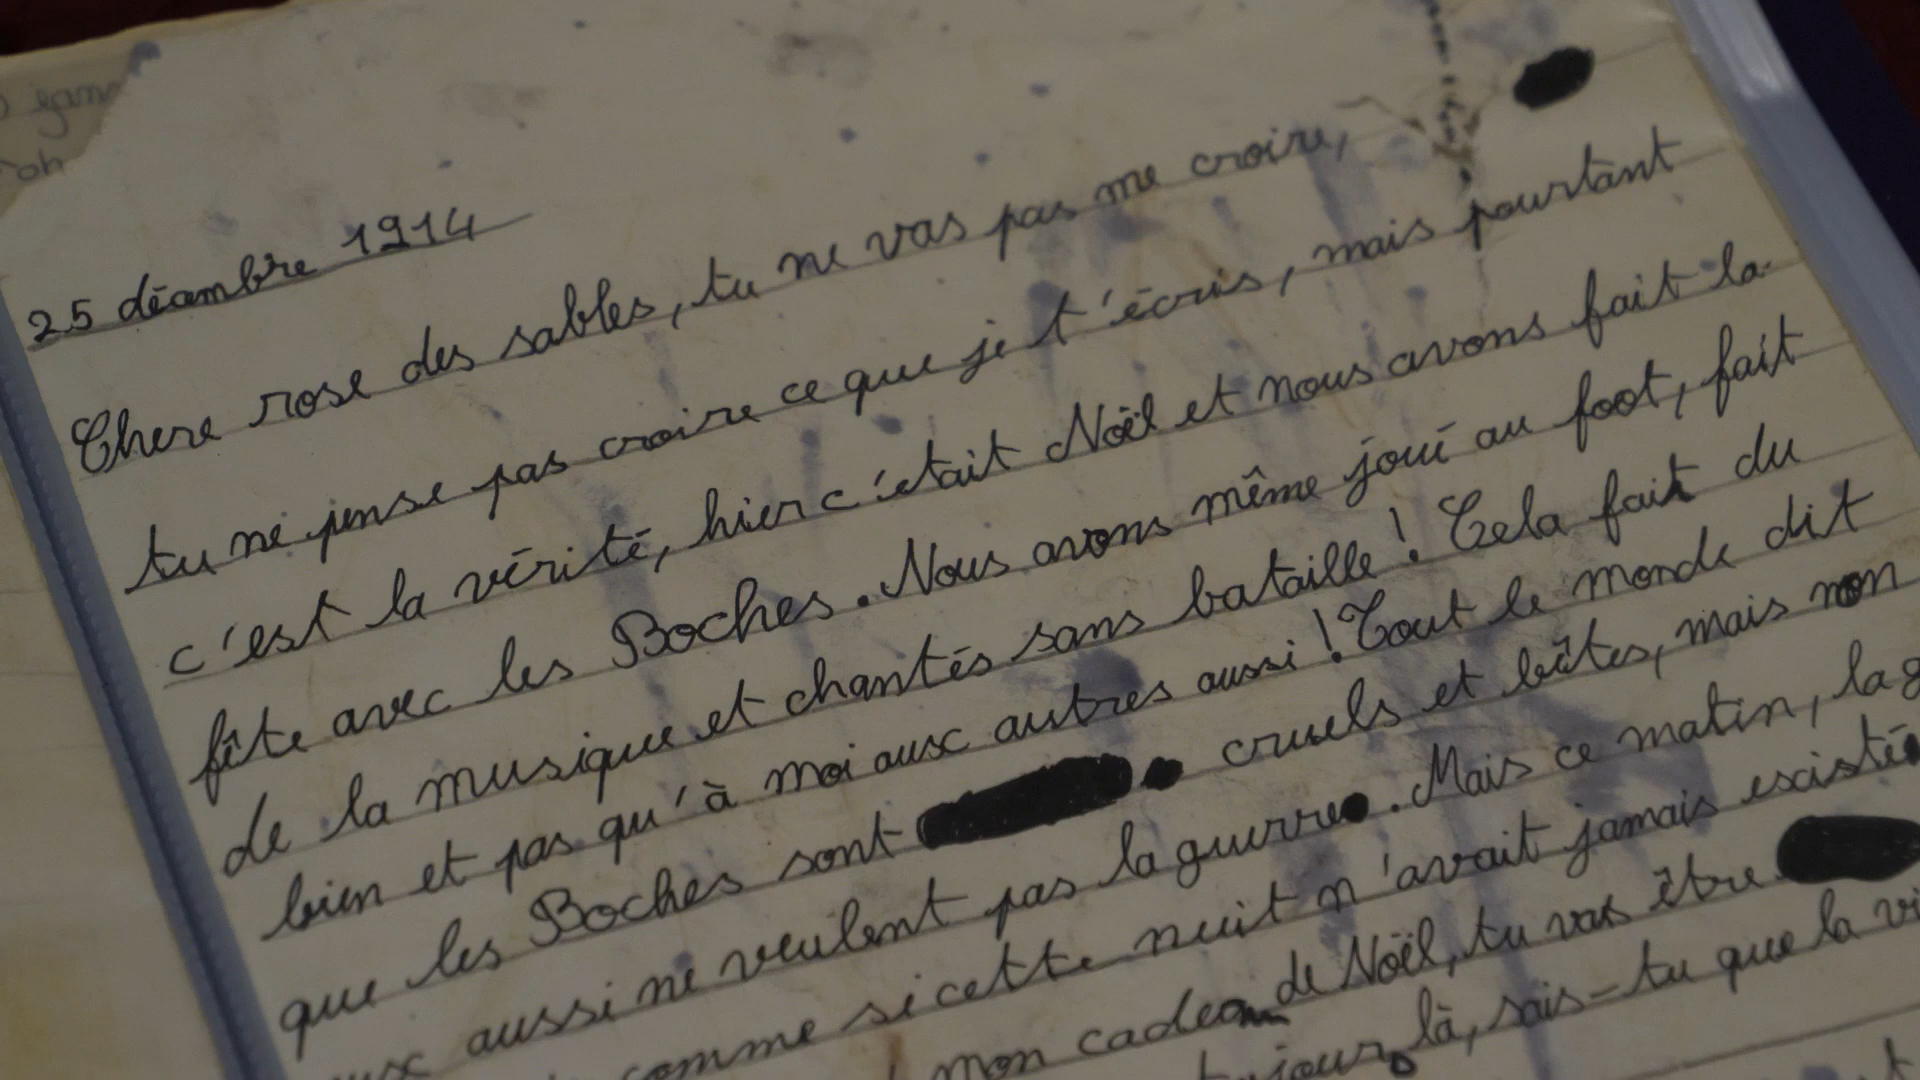 25 décembre 1914
Chere rose des sables, tu ne vas pas me croire,
tu ne pense pas croire ce que je t'écris, mais pourtant
c'est la vérité, hier c'était Noël et nous avons fait la
fête avec les Boches. Nous avons même joué au foot, fait
de la musique et chantés sans bataille ! Cela fait du
bien et pas qu'à moi aux autres aussi ! Tout le monde dit
que les Boches sont cruels et bêtes, mais non
aussi ne veulent pas la guerre. Mais ce matin, la
comme si cette nuit n'avait jamais existée
mon cadeau de Noël, tu vas être
jour là, sais-tu que la